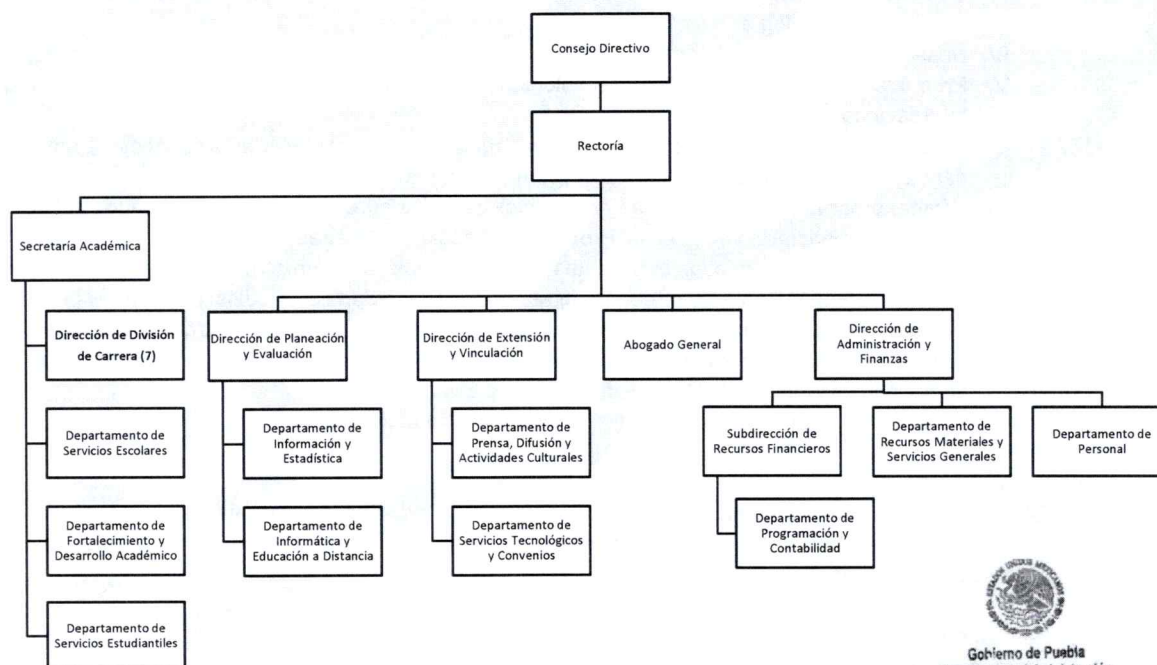 Consejo Directivo
Rectoría
Secretaría Académica
Dirección de División
de Carrera (7)
Departamento de
Servicios Escolares
Departamento de
Fortalecimiento y
Desarrollo Académico
Departamento de
Servicios Estudiantiles
Dirección de Planeación
y Evaluación
Departamento de
Información y
Estadística
Departamento de
Informática y
Educación a Distancia
Dirección de Extensión
y Vinculación
Departamento de
Prensa, Difusión y
Actividades Culturales
Departamento de
Servicios Tecnológicos
y Convenios
Abogado General
Dirección de
Administración y
Finanzas
Subdirección de
Recursos Financieros
Departamento de
Programación y
Contabilidad
Departamento de
Recursos Materiales y
Servicios Generales
Departamento de
Personal
ESTADOS UNIDOS MEXICANOS
Gobierno de Puebla